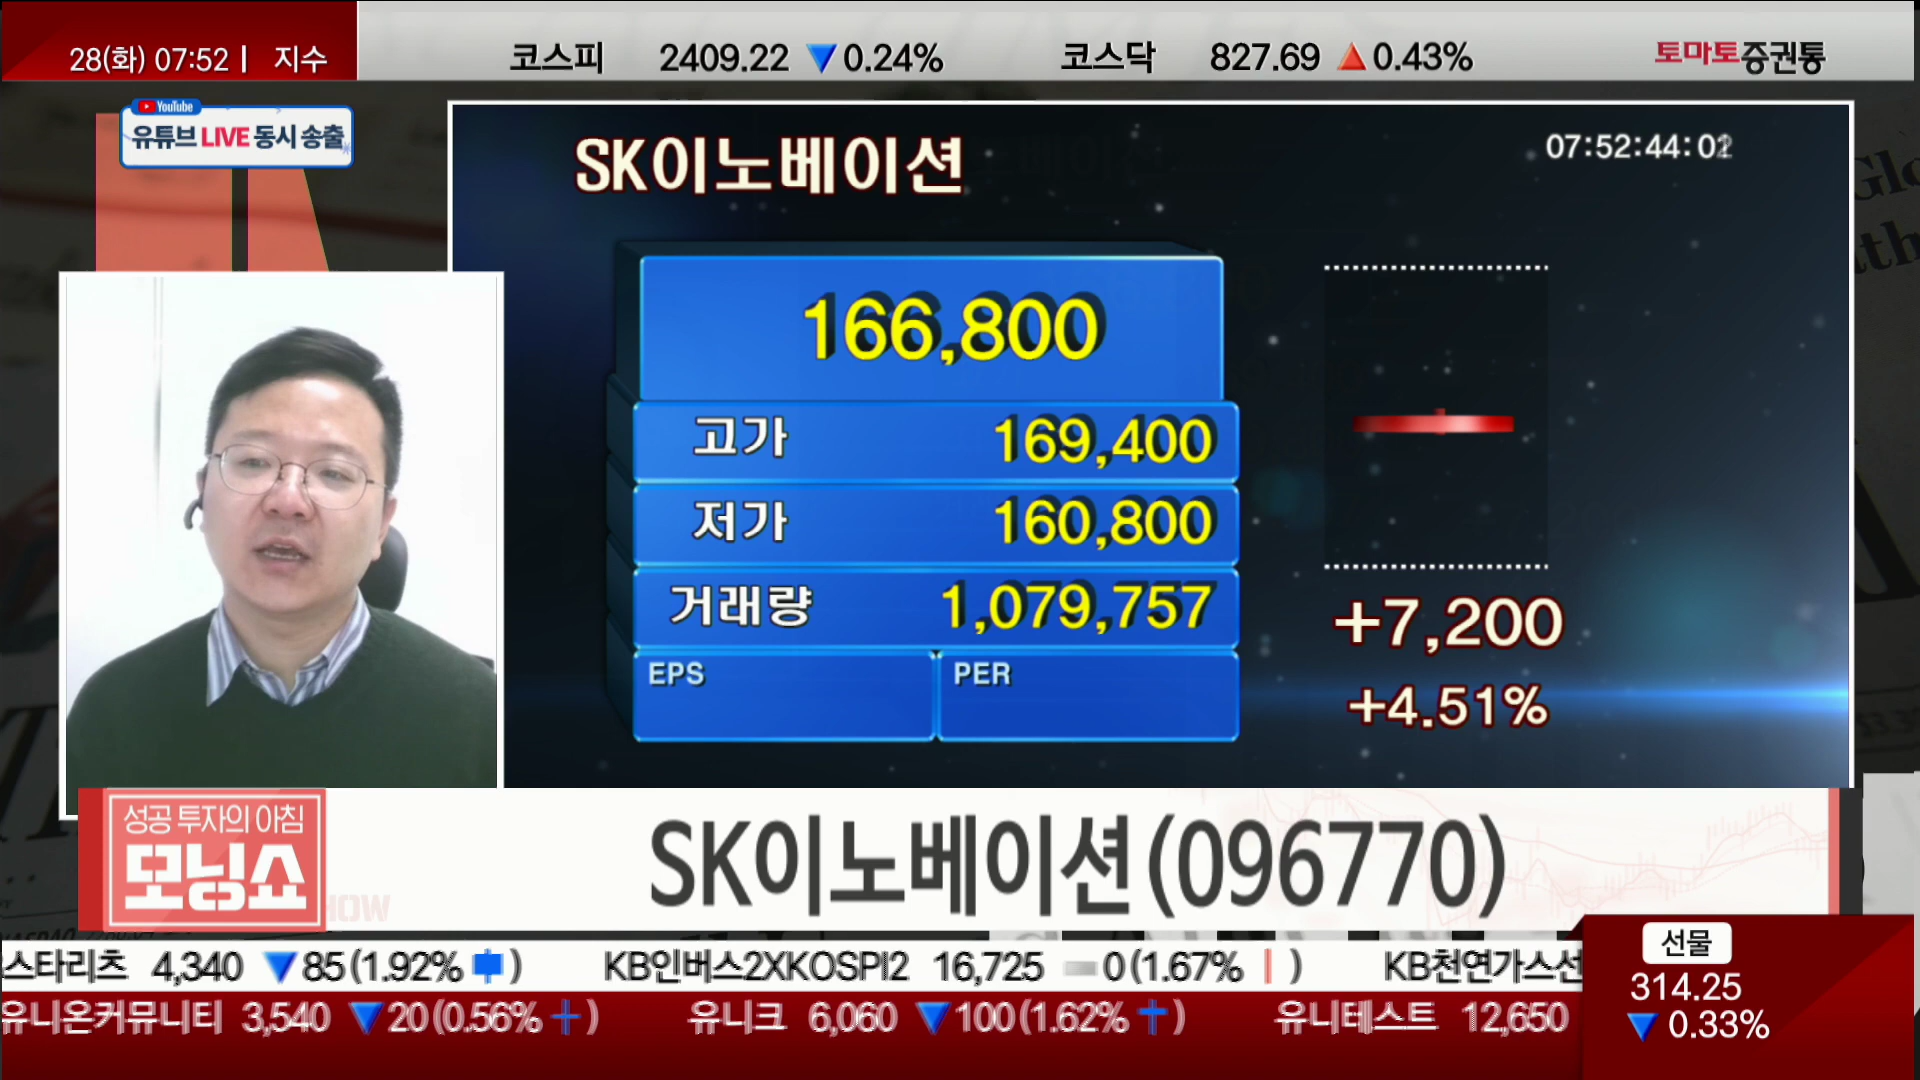 28(화) 07:52 | 지수
코스피 2409.22 ▼0.24%
코스닥 827.69 ▲0.43%
토마토증권통
YouTube
유튜브 LIVE 동시 송출
SK이노베이션
07:52:44:02
166,800
고가 169,400
저가 160,800
거래량 1,079,757
EPS PER
+7,200
+4.51%
성공 투자의 아침
모닝쇼
SK이노베이션(096770)
스타리츠 4,340 ▼85(1.92% ) KB인버스2XKOSPI2 16,725 0(1.67% ) KB천연가스선
유니온커뮤니티 3,540 ▼20(0.56% ) 유니크 6,060 ▼100(1.62% ) 유니테스트 12,650
선물
314.25
▼0.33%